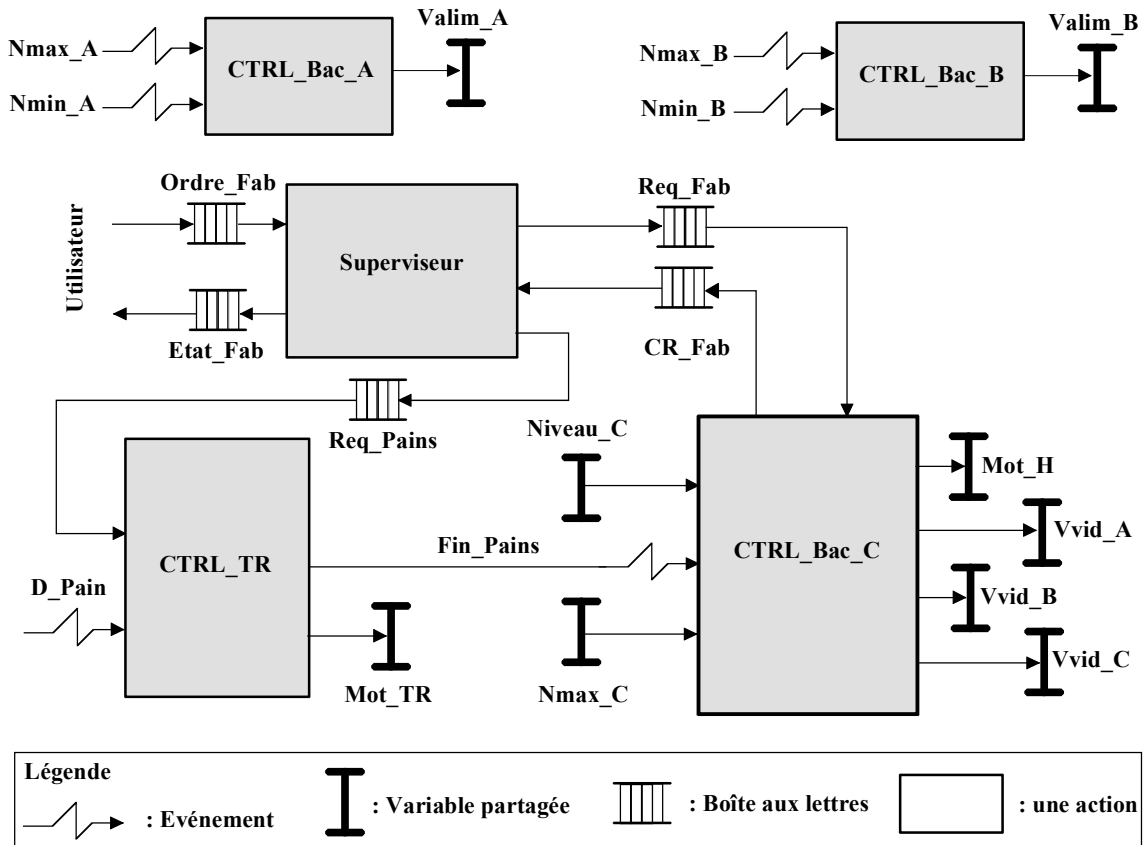 Valim_A
Nmax_A
CTRL_Bac_A
Nmin_A
Valim_B
Nmax_B
CTRL_Bac_B
Nmin_B
Ordre_Fab
Req_Fab
Utilisateur
Superviseur
Etat_Fab
CR_Fab
Req_Pains
Niveau_C
Mot_H
CTRL_TR
Fin_Pains
CTRL_Bac_C
Vvid_A
D_Pain
Vvid_B
Mot_TR
Nmax_C
Vvid_C
Légende
: Evénement
: Variable partagée
: Boîte aux lettres
: une action